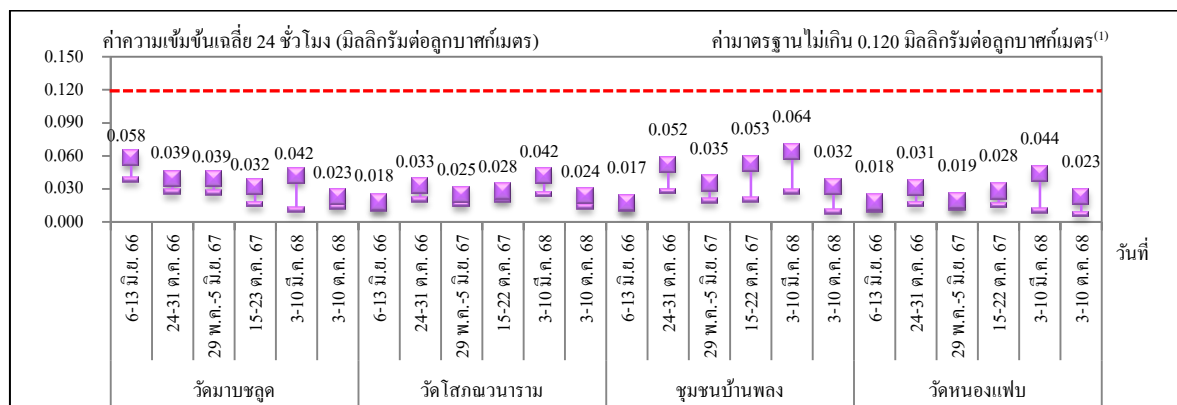 ค่าความเข้มข้นเฉลี่ย 24 ชั่วโมง (มิลลิกรัมต่อลูกบาศก์เมตร) ค่ามาตรฐานไม่เกิน 0.120 มิลลิกรัมต่อลูกบาศก์เมตร(1)
0.150
0.120
0.090
0.060
0.030
0.000
0.058 0.039 0.039 0.032 0.042 0.023 0.018 0.033 0.025 0.028 0.042 0.024 0.017 0.052 0.035 0.053 0.064 0.032 0.018 0.031 0.019 0.028 0.044 0.023
วันที่
6-13 มิ.ย. 66
24-31 ต.ค. 66
29 พ.ค.-5 มิ.ย. 67
15-23 ต.ค. 67
3-10 มี.ค. 68
3-10 ต.ค. 68
6-13 มิ.ย. 66
24-31 ต.ค. 66
29 พ.ค.-5 มิ.ย. 67
15-22 ต.ค. 67
3-10 มี.ค. 68
3-10 ต.ค. 68
6-13 มิ.ย. 66
24-31 ต.ค. 66
29 พ.ค.-5 มิ.ย. 67
15-22 ต.ค. 67
3-10 มี.ค. 68
3-10 ต.ค. 68
6-13 มิ.ย. 66
24-31 ต.ค. 66
29 พ.ค.-5 มิ.ย. 67
15-22 ต.ค. 67
3-10 มี.ค. 68
3-10 ต.ค. 68
วัดมาบชลูด วัดโสภณวนาราม ชุมชนบ้านพลง วัดหนองแฟบ